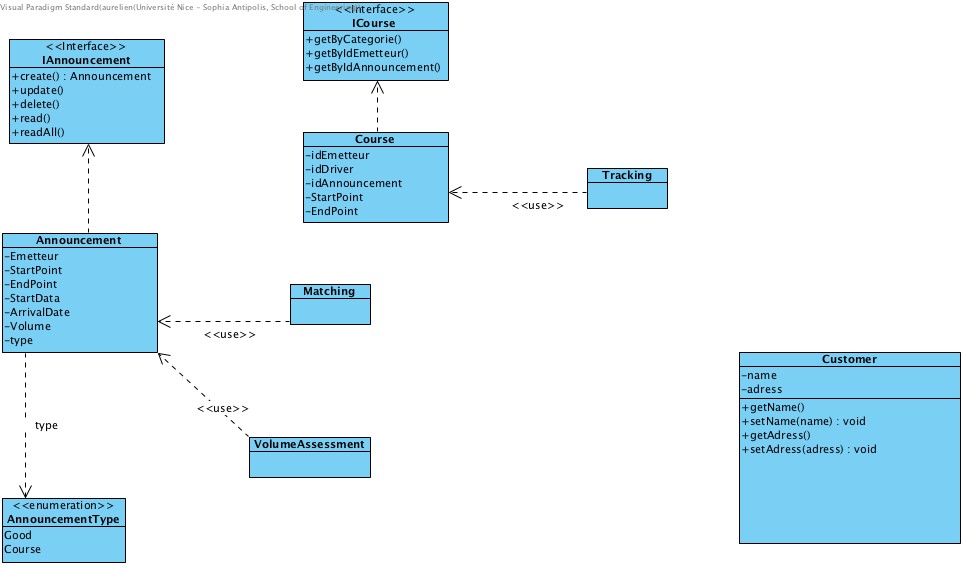 Visual Paradigm Standard(aurelien(Université Nice - Sophia Antipolis, School of Engineering))
<<Interface>>
ICourse
+getByCategorie()
+getByIdEmetteur()
+getByIdAnnouncement()
<<Interface>>
IAnnouncement
+create() : Announcement
+update()
+delete()
+read()
+readAll()
Course
-idEmetteur
-idDriver
-idAnnouncement
-StartPoint
-EndPoint
Tracking
<<use>>
Announcement
-Emetteur
-StartPoint
-EndPoint
-StartData
-ArrivalDate
-Volume
-type
Matching
<<use>>
Customer
-name
-adress
+getName()
+setName(name) : void
+getAdress()
+setAdress(adress) : void
<<use>>
type
VolumeAssessment
<<enumeration>>
AnnouncementType
Good
Course